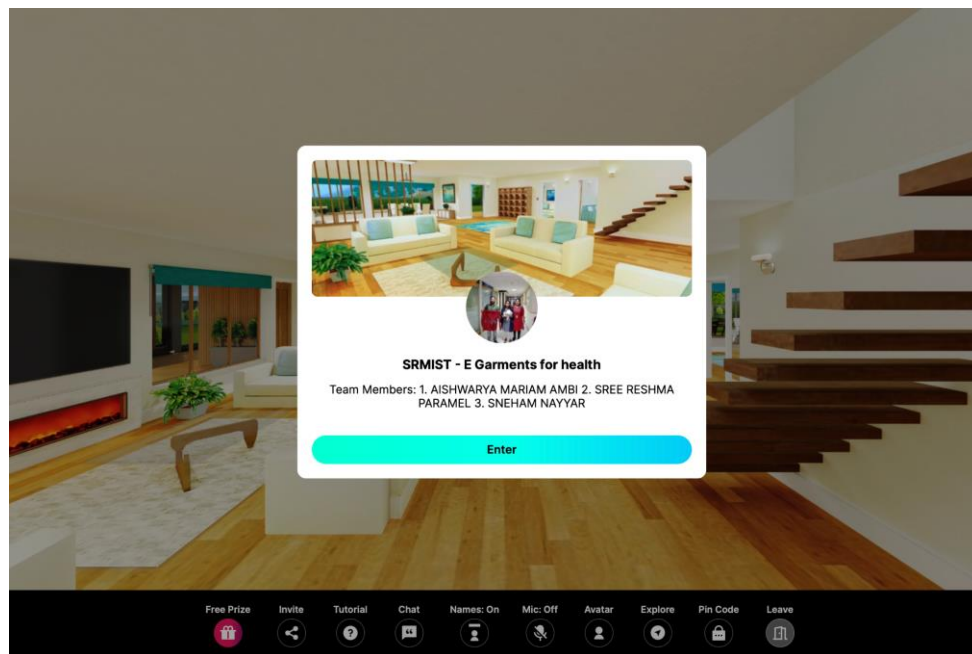 SRMIST - E Garments for health
Team Members: 1. AISHWARYA MARIAM AMBI 2. SREE RESHMA
PARAMEL 3. SNEHAM NAYYAR
Enter
Free Prize Invite Tutorial Chat Names: On Mic: Off Avatar Explore Pin Code Leave